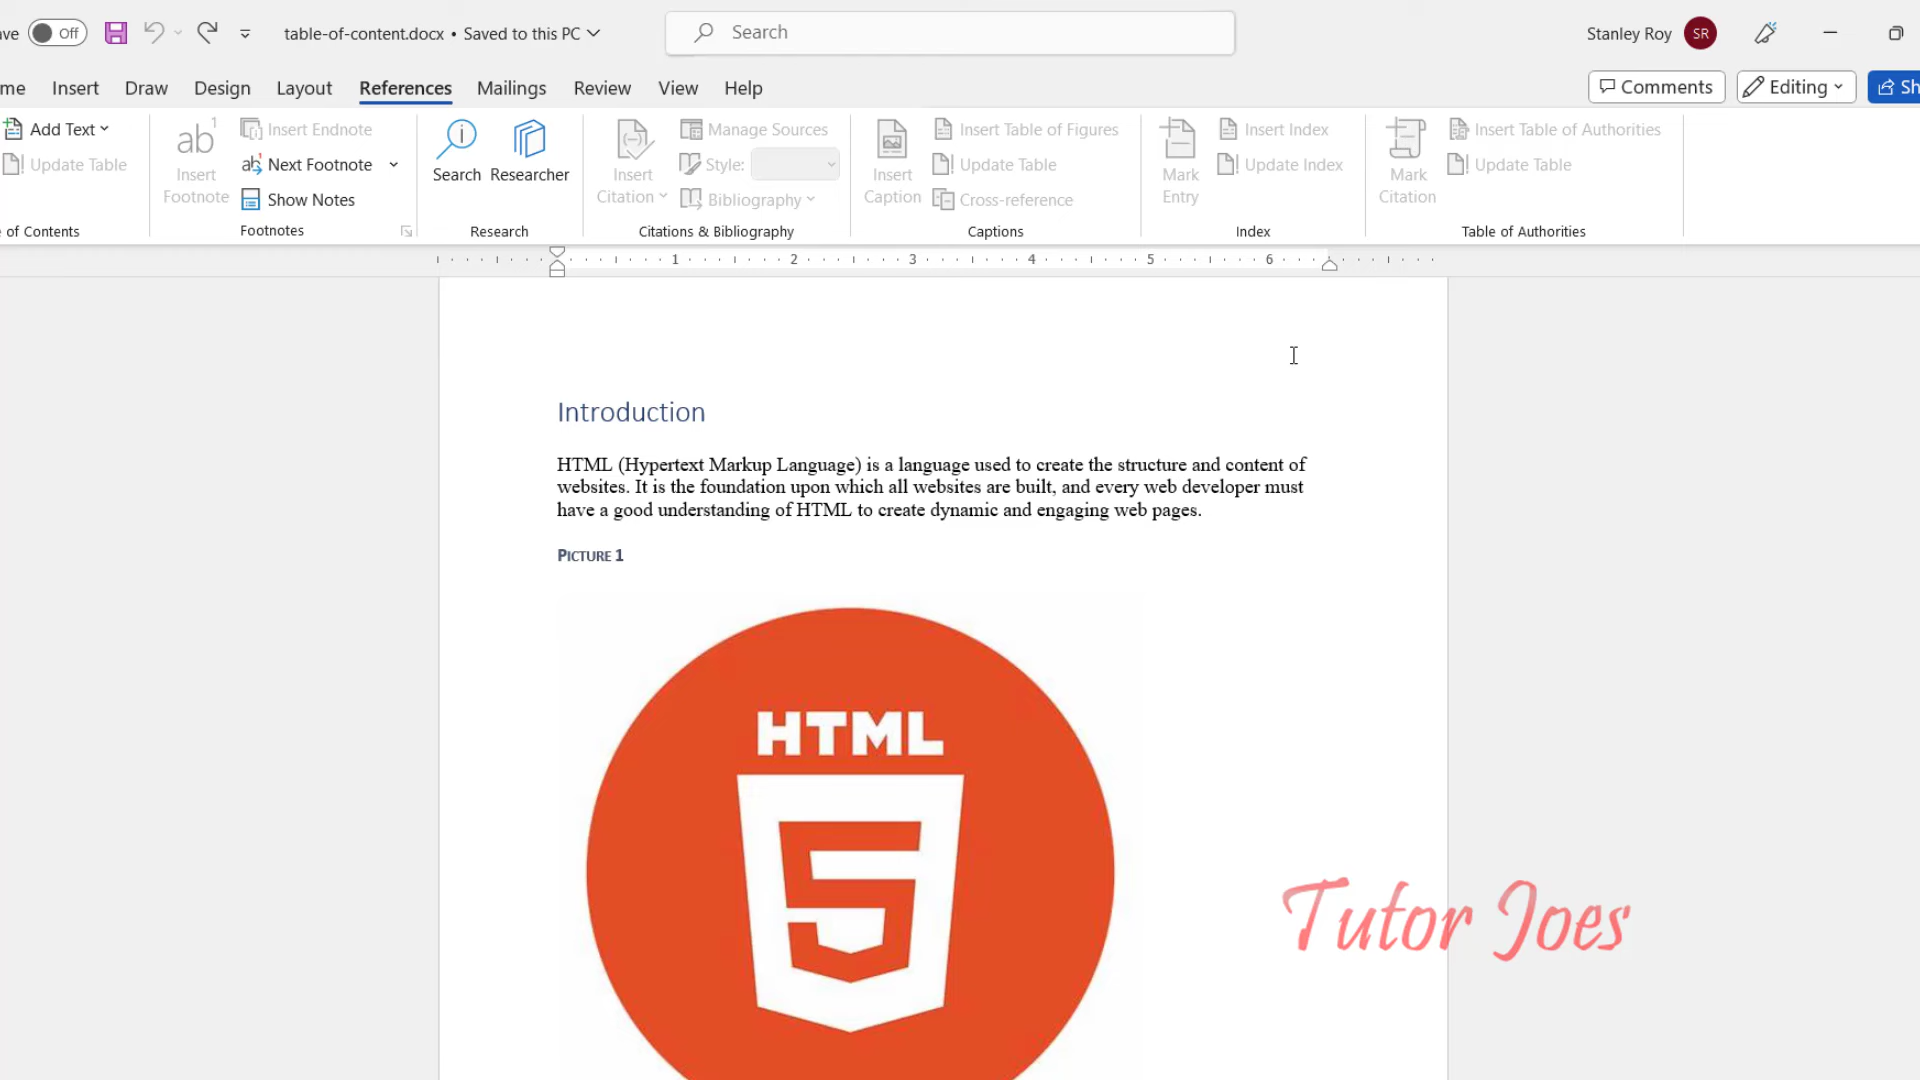 ve Off table-of-content.docx • Saved to this PC Search Stanley Roy SR
me Insert Draw Design Layout References Mailings Review View Help Comments Editing Sh
Add Text
Update Table
of Contents
ab1
Insert
Footnote
Insert Endnote
Next Footnote
Show Notes
Footnotes
Search
Researcher
Research
Insert
Citation
Manage Sources
Style:
Bibliography
Citations & Bibliography
Insert
Caption
Insert Table of Figures
Update Table
Cross-reference
Captions
Mark
Entry
Insert Index
Update Index
Index
Mark
Citation
Insert Table of Authorities
Update Table
Table of Authorities
1 2 3 4 5 6
Introduction
HTML (Hypertext Markup Language) is a language used to create the structure and content of
websites. It is the foundation upon which all websites are built, and every web developer must
have a good understanding of HTML to create dynamic and engaging web pages.
PICTURE 1
HTML
5
Tutor Joes